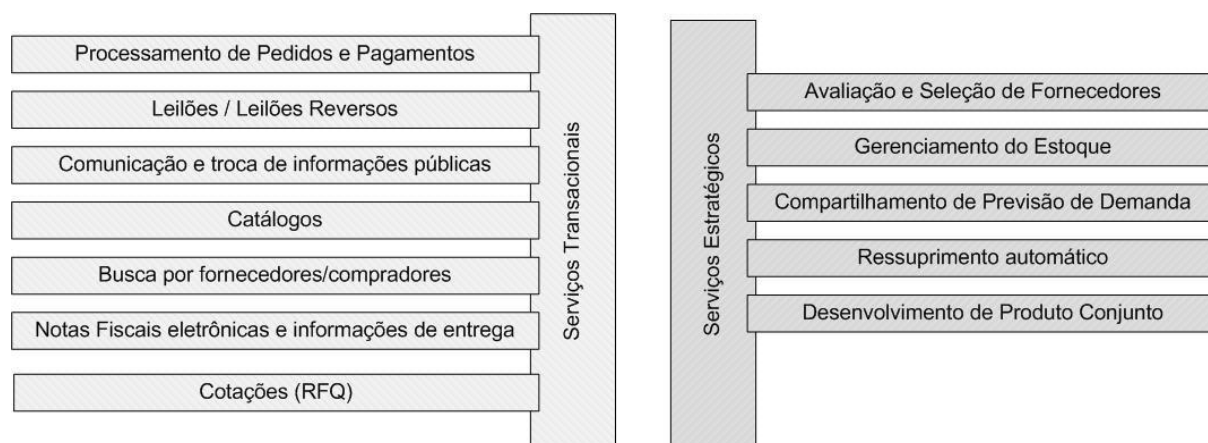 Processamento de Pedidos e Pagamentos
Leilões / Leilões Reversos
Comunicação e troca de informações públicas
Catálogos
Busca por fornecedores/compradores
Notas Fiscais eletrônicas e informações de entrega
Cotações (RFQ)
Serviços Transacionais
Serviços Estratégicos
Avaliação e Seleção de Fornecedores
Gerenciamento do Estoque
Compartilhamento de Previsão de Demanda
Ressuprimento automático
Desenvolvimento de Produto Conjunto